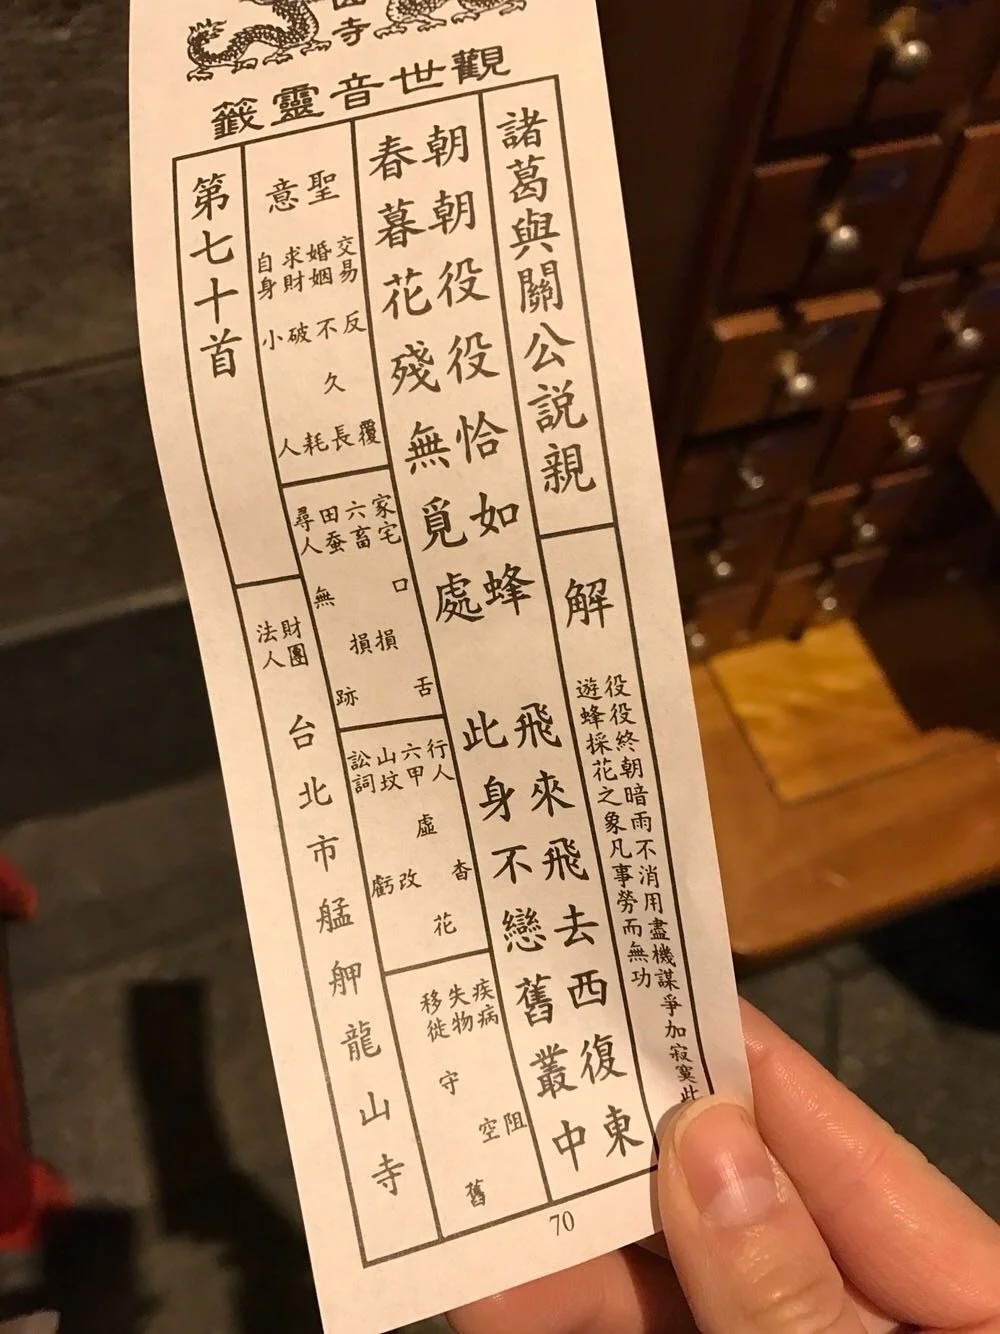 寺
觀世音靈籤
諸葛與關公説親
解
役役終朝暗雨不消用盡機謀爭加寂寞此
遊蜂採花之象凡事勞而無功
朝朝役役恰如蜂 飛來飛去西復東
春暮花殘無覓處 此身不戀舊叢中
聖意
交易 反覆
婚姻 不久長
求財 破耗
自身 小人
家宅 口舌
六畜 損
田蚕 損
尋人 無跡
行人 杳
六甲 虛花
山坟 改
訟詞 虧
疾病 阻
失物 空
移徙 守舊
第七十首
財團法人
台北市艋舺龍山寺
70